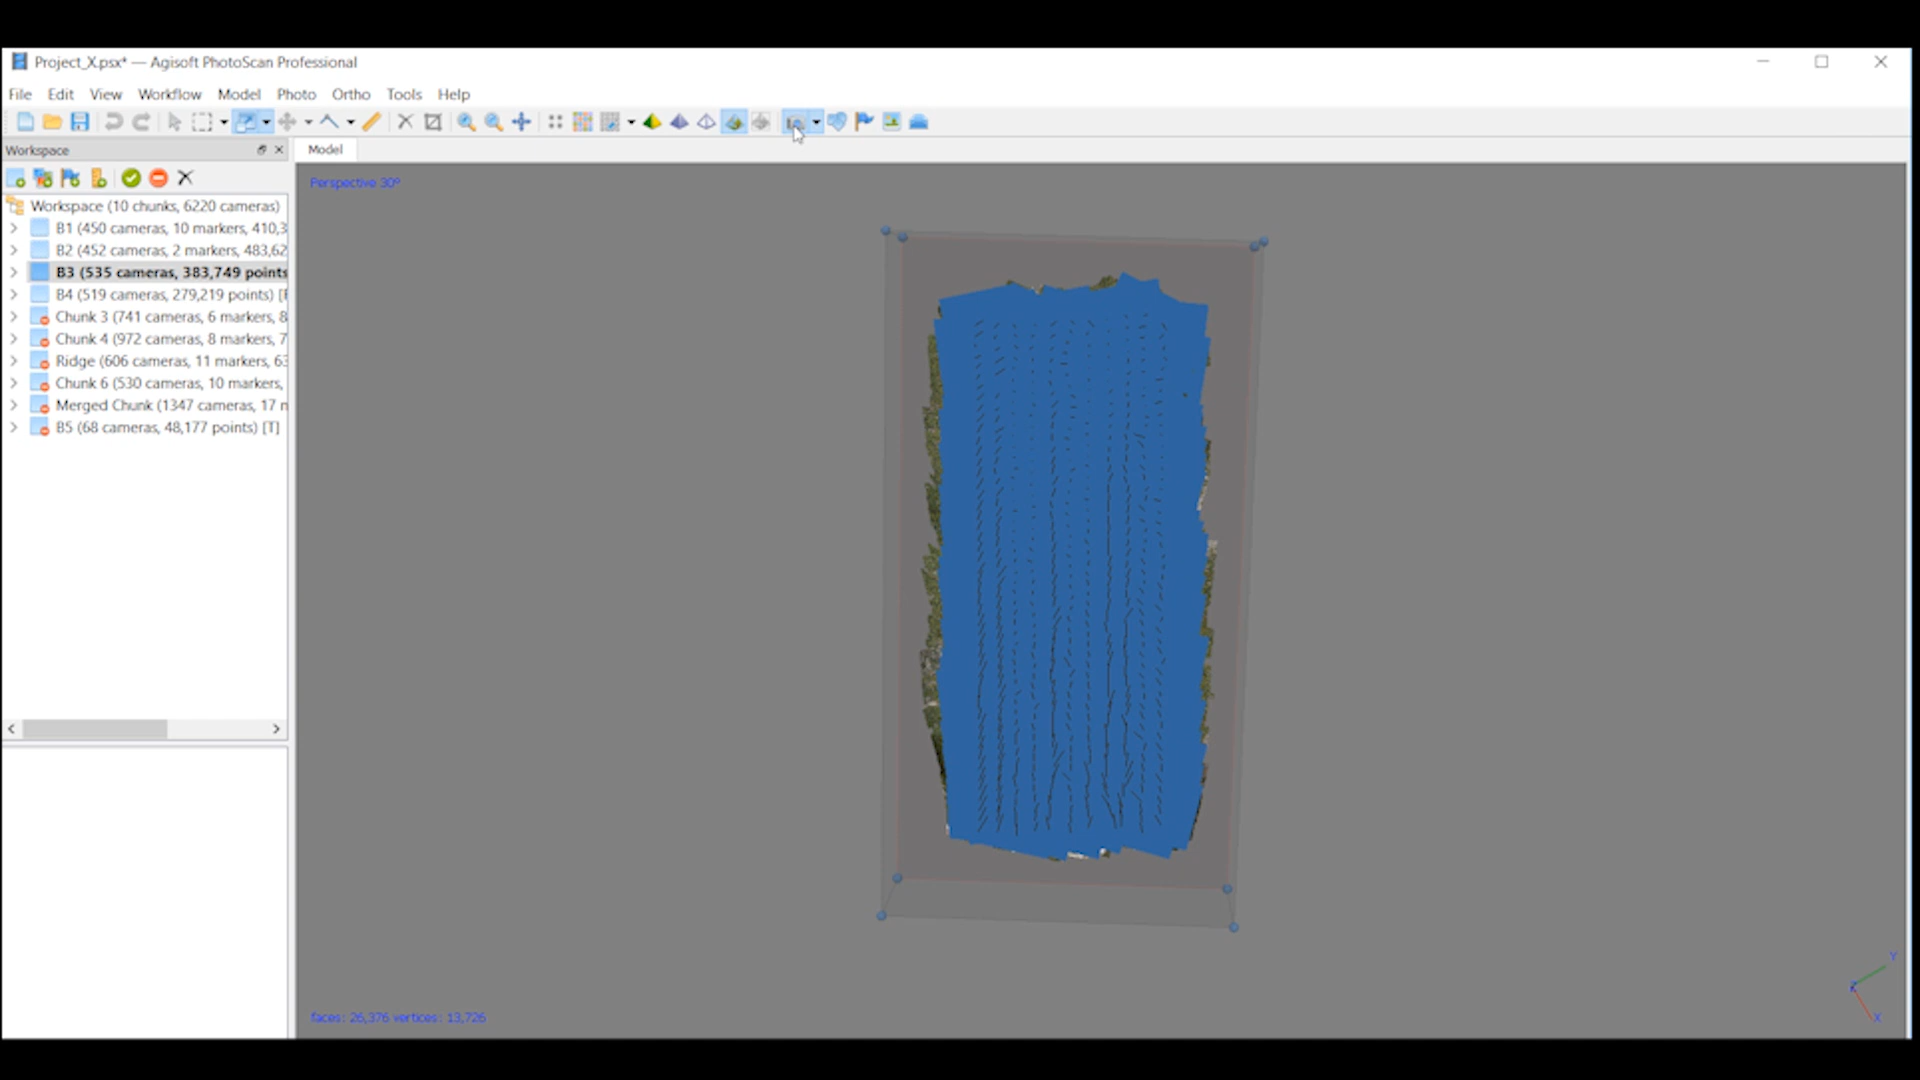 Project_X.psx* — Agisoft PhotoScan Professional
File Edit View Workflow Model Photo Ortho Tools Help
Workspace
Model
Perspective 30°
Workspace (10 chunks, 6220 cameras)
B1 (450 cameras, 10 markers, 410,3
B2 (452 cameras, 2 markers, 483,62
B3 (535 cameras, 383,749 points
B4 (519 cameras, 279,219 points) [
Chunk 3 (741 cameras, 6 markers, 8
Chunk 4 (972 cameras, 8 markers, 7
Ridge (606 cameras, 11 markers, 63
Chunk 6 (530 cameras, 10 markers,
Merged Chunk (1347 cameras, 17 
B5 (68 cameras, 48,177 points) [T]
Y
Z
X
faces: 26,376 vertices: 13,726